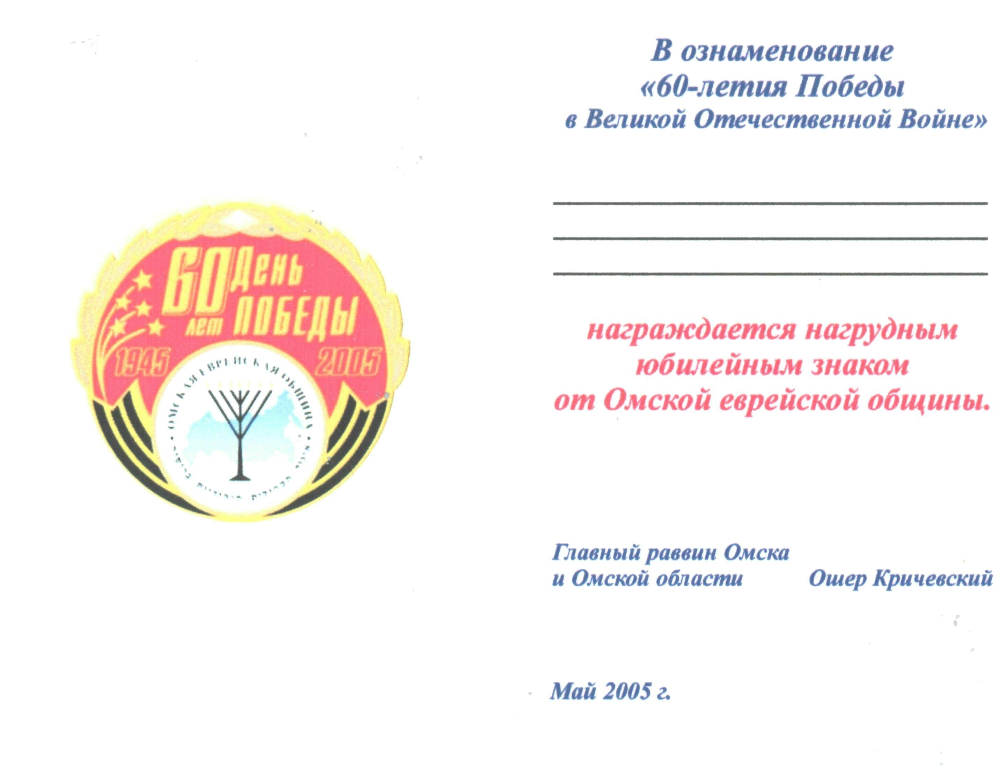 60 День
лет ПОБЕДЫ
1945 2005
ОМСКАЯ ЕВРЕЙСКАЯ ОБЩИНА
В ознаменование
«60-летия Победы
в Великой Отечественной Войне»
награждается нагрудным
юбилейным знаком
от Омской еврейской общины.
Главный раввин Омска
и Омской области Ошер Кричевский
Май 2005 г.